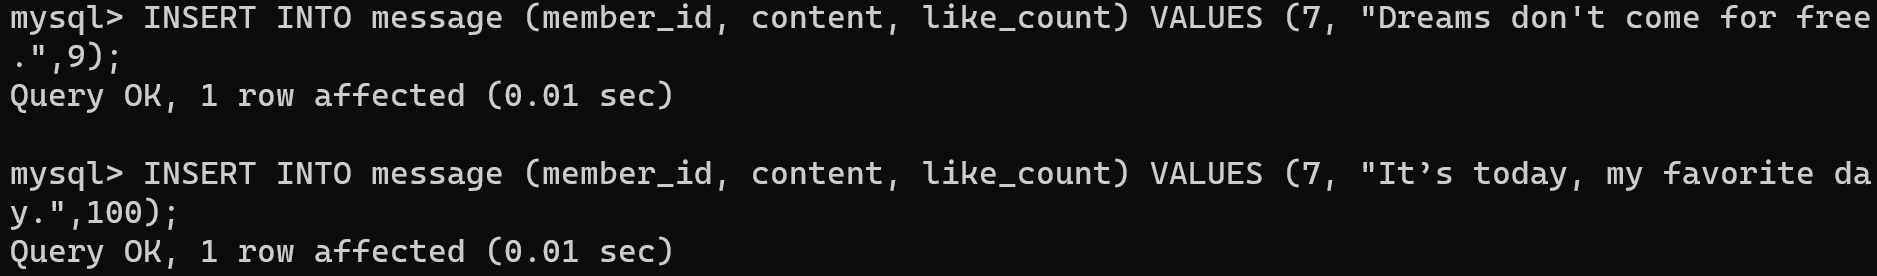 mysql> INSERT INTO message (member_id, content, like_count) VALUES (7, "Dreams don't come for free
.",9);
Query OK, 1 row affected (0.01 sec)
mysql> INSERT INTO message (member_id, content, like_count) VALUES (7, "It’s today, my favorite da
y.",100);
Query OK, 1 row affected (0.01 sec)